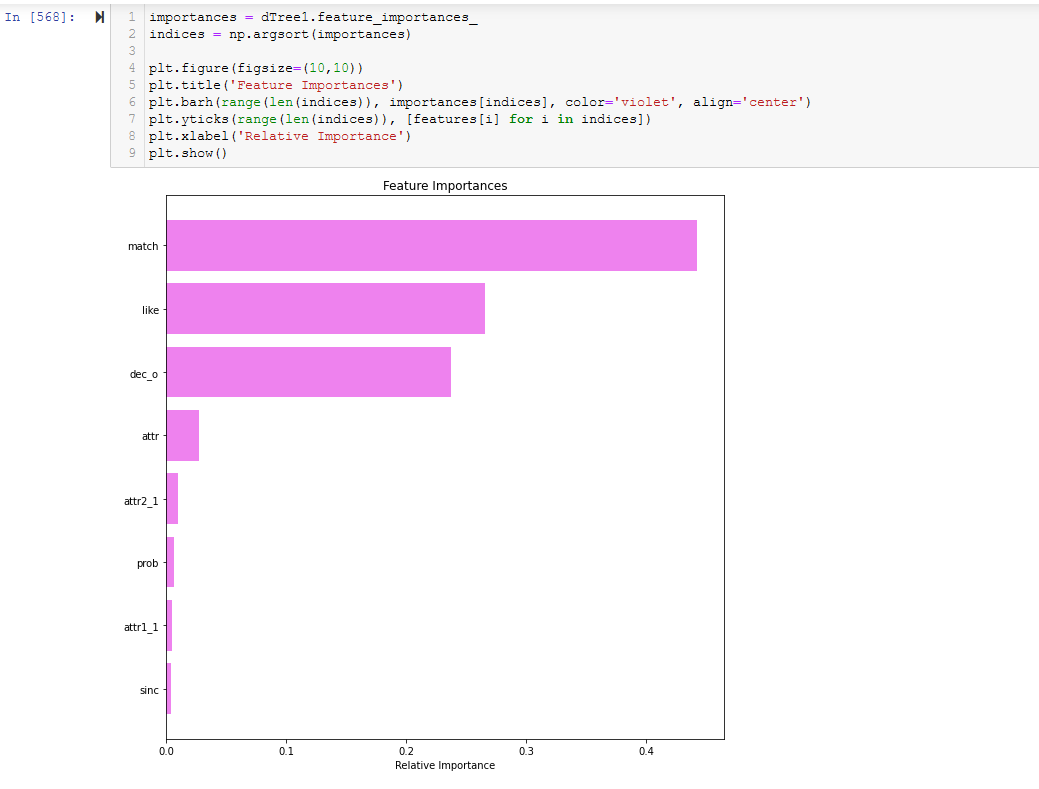 In [568]:
1 importances = dTree1.feature_importances_
2 indices = np.argsort(importances)
3
4 plt.figure(figsize=(10,10))
5 plt.title('Feature Importances')
6 plt.barh(range(len(indices)), importances[indices], color='violet', align='center')
7 plt.yticks(range(len(indices)), [features[i] for i in indices])
8 plt.xlabel('Relative Importance')
9 plt.show()
Feature Importances
match
like
dec_o
attr
attr2_1
prob
attr1_1
sinc
0.0 0.1 0.2 0.3 0.4
Relative Importance